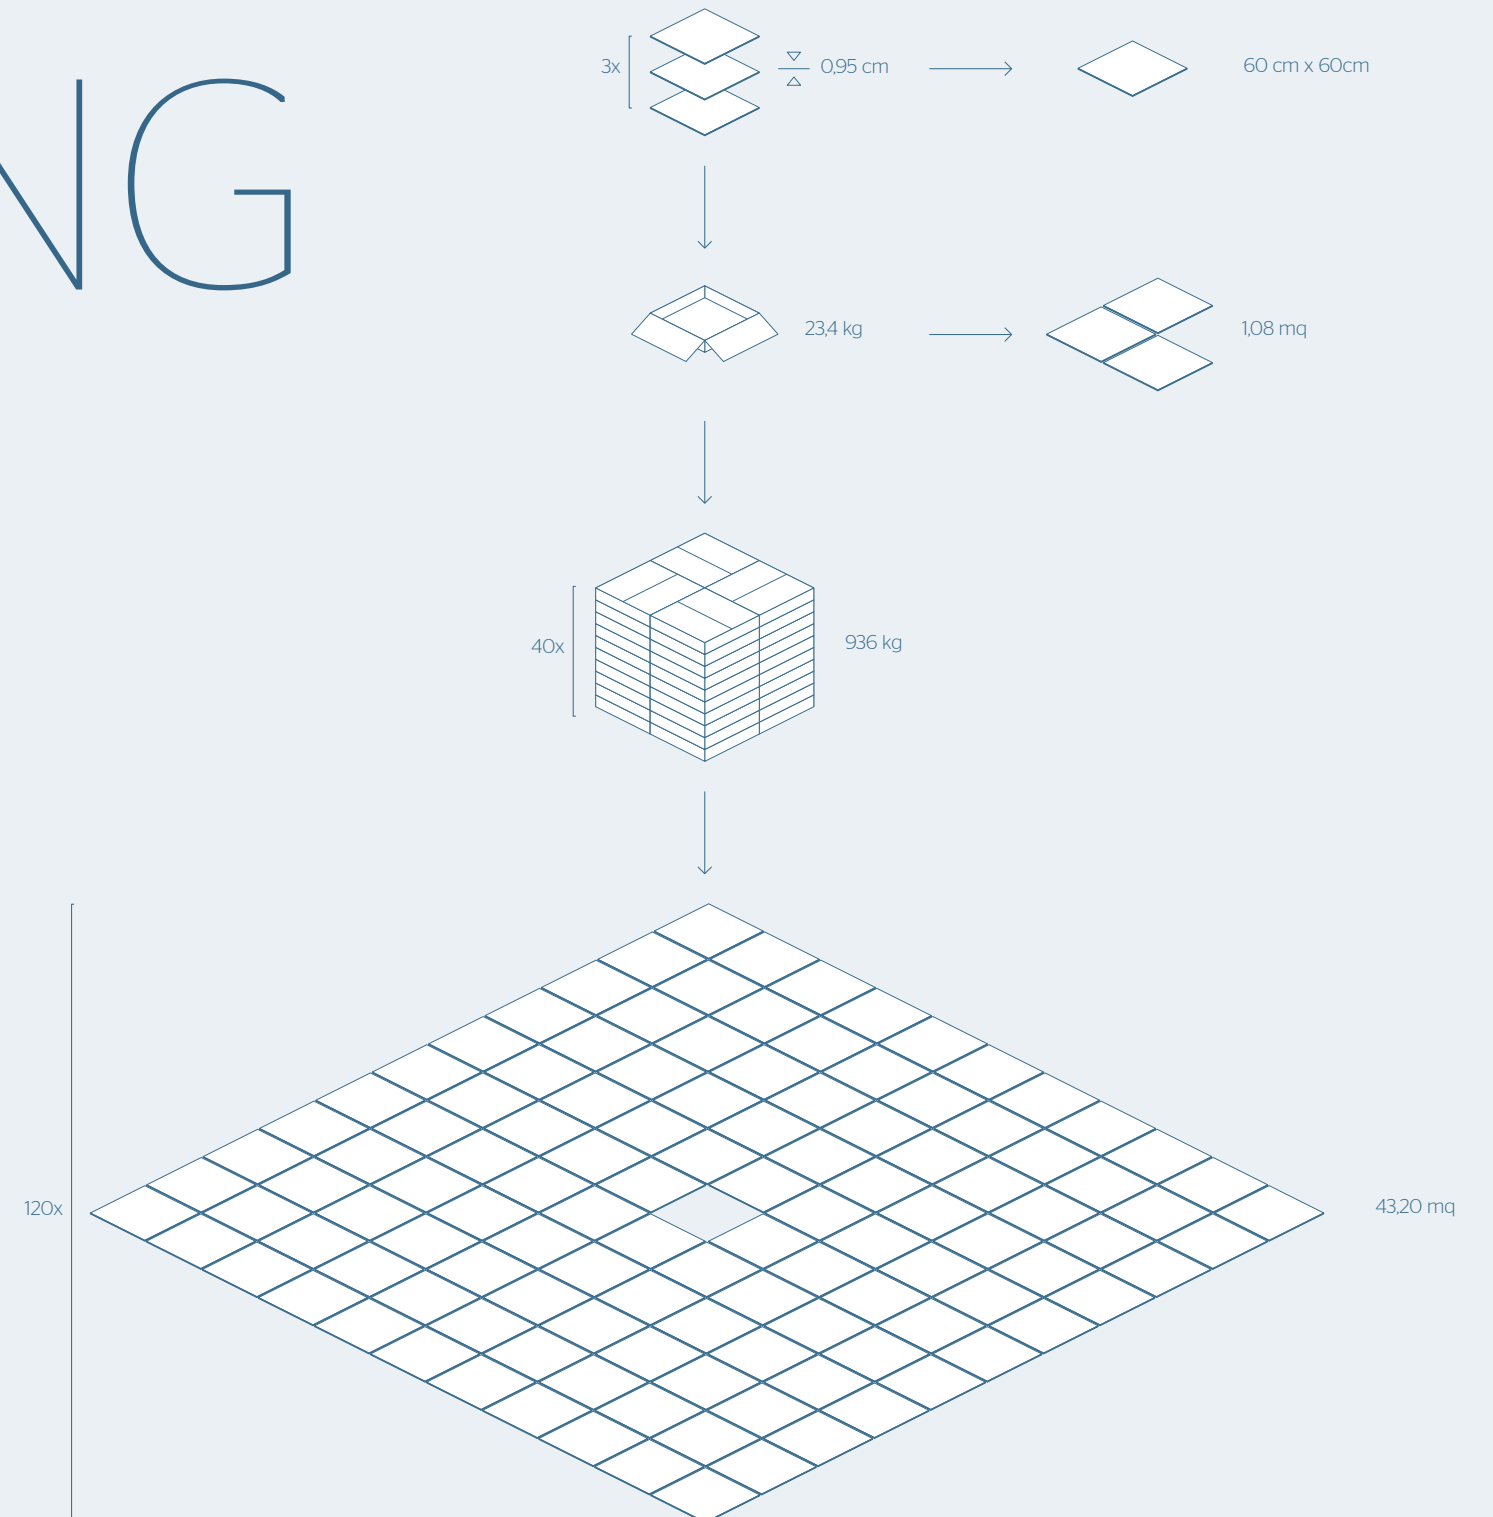 NG
3x
0,95 cm
60 cm x 60cm
23,4 kg
1,08 mq
40x
936 kg
120x
43,20 mq